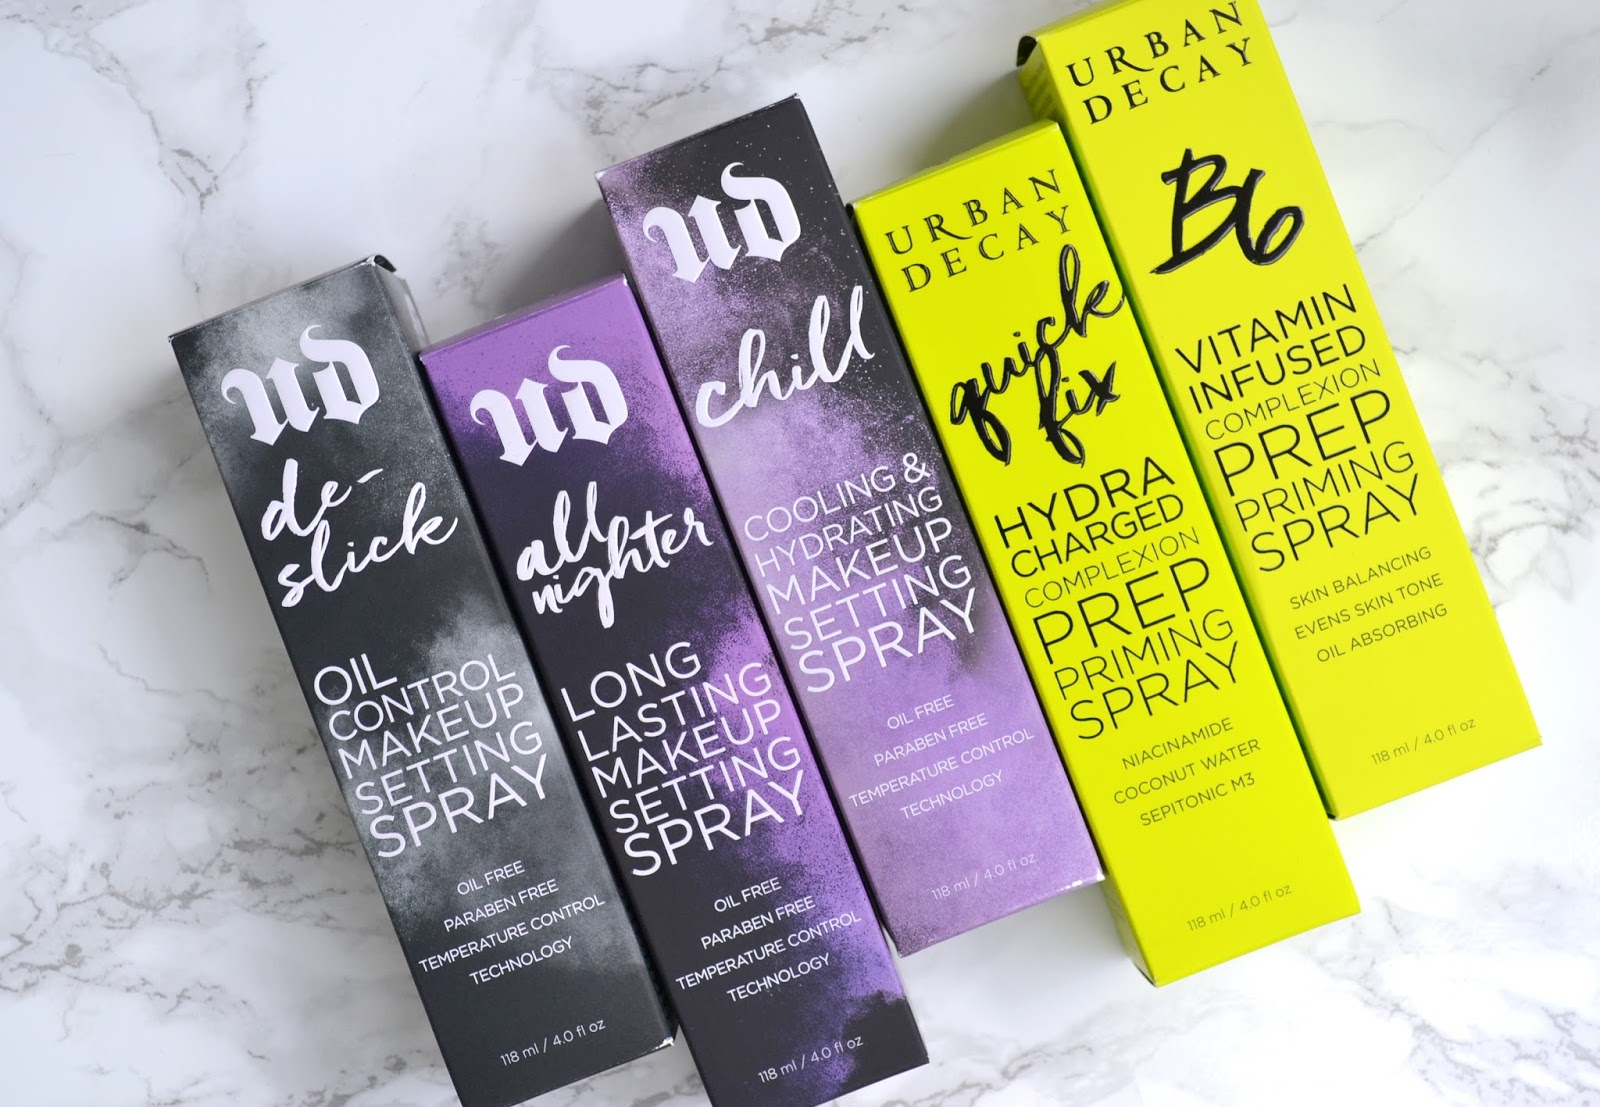 ud
de-
slick
OIL
CONTROL
MAKEUP
SETTING
SPRAY
OIL FREE
PARABEN FREE
TEMPERATURE CONTROL
TECHNOLOGY
118 ml / 4.0 fl oz
ud
all
nighter
LONG
LASTING
MAKEUP
SETTING
SPRAY
OIL FREE
PARABEN FREE
TEMPERATURE CONTROL
TECHNOLOGY
118 ml / 4.0 fl oz
ud
chill
COOLING &
HYDRATING
MAKEUP
SETTING
SPRAY
OIL FREE
PARABEN FREE
TEMPERATURE CONTROL
TECHNOLOGY
118 ml / 4.0 fl oz
URBAN
DECAY
quick
fix
HYDRA
CHARGED
COMPLEXION
PREP
PRIMING
SPRAY
NIACINAMIDE
COCONUT WATER
SEPITONIC M3
118 ml / 4.0 fl oz
URBAN
DECAY
B6
VITAMIN
INFUSED
COMPLEXION
PREP
PRIMING
SPRAY
SKIN BALANCING
EVENS SKIN TONE
OIL ABSORBING
118 ml / 4.0 fl oz